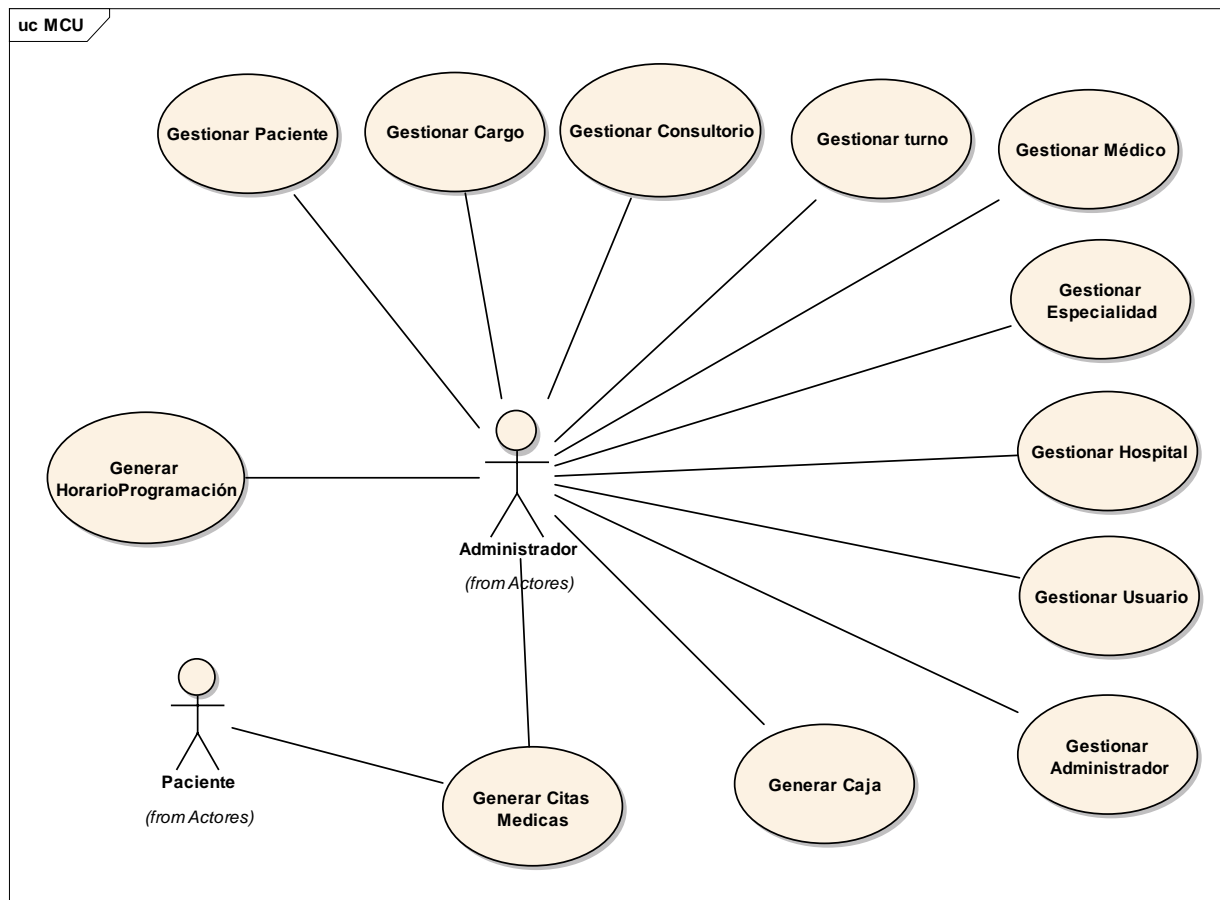 uc MCU
Gestionar Paciente
Gestionar Cargo
Gestionar Consultorio
Gestionar turno
Gestionar Médico
Gestionar
Especialidad
Gestionar Hospital
Generar
HorarioProgramación
Administrador
(from Actores)
Gestionar Usuario
Paciente
(from Actores)
Generar Citas
Medicas
Generar Caja
Gestionar
Administrador